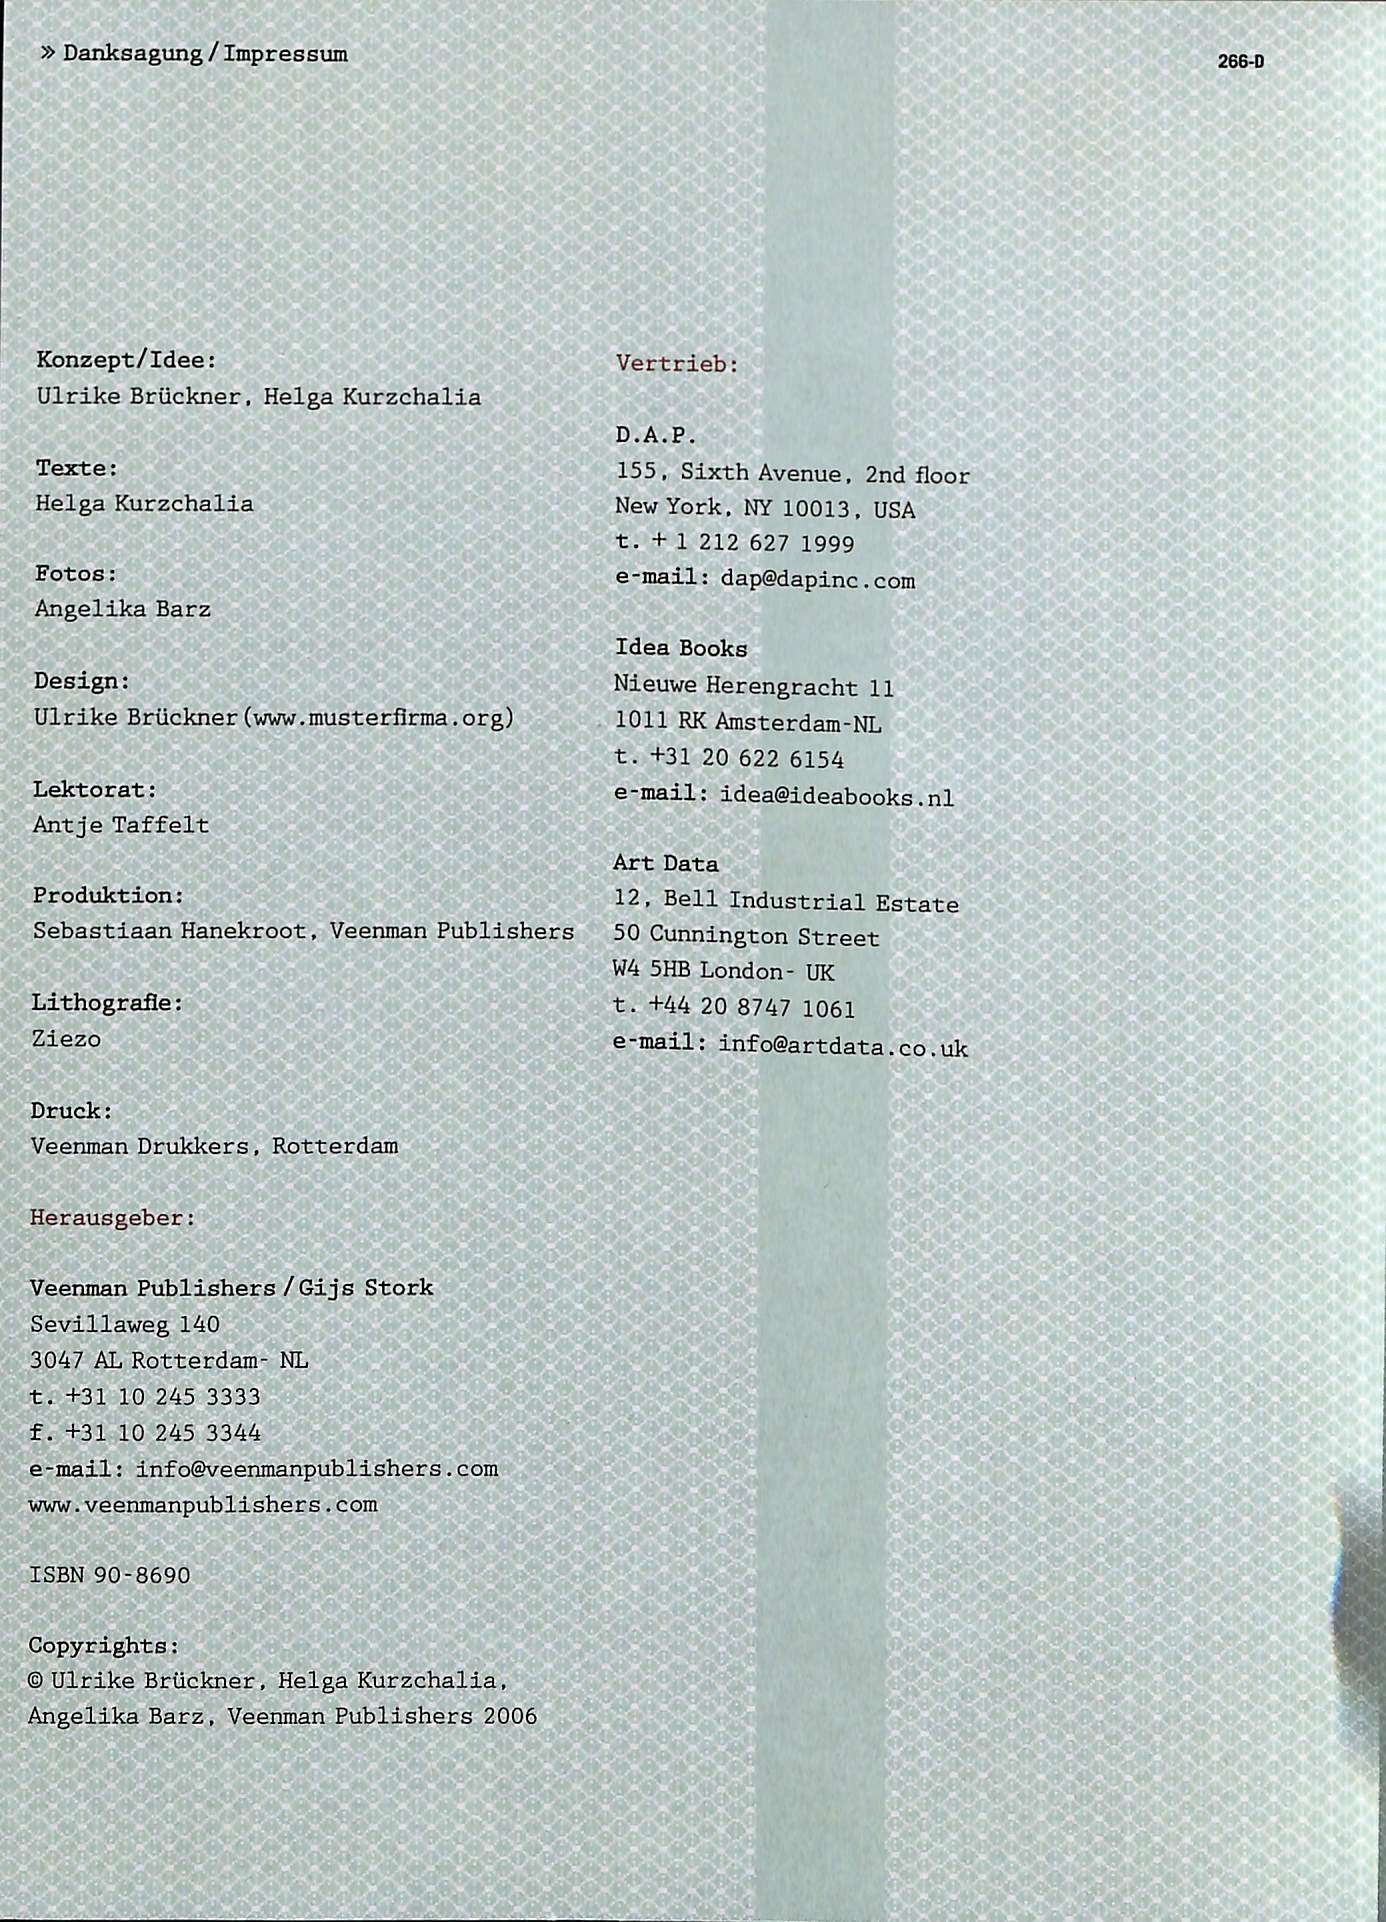 » Danksagung / Impressum
266-D
Konzept/Idee:
Ulrike Brückner, Helga Kurzchalia
Texte:
Helga Kurzchalia
Fotos:
Angelika Barz
Design:
Ulrike Brückner (www.musterfirma.org)
Lektorat:
Antje Taffelt
Produktion:
Sebastiaan Hanekroot, Veenman Publishers
Lithografie:
Ziezo
Druck:
Veenman Drukkers, Rotterdam
Herausgeber:
Veenman Publishers / Gijs Stork
Sevillaweg 140
3047 AL Rotterdam- NL
t. +31 10 245 3333
f. +31 10 245 3344
e-mail: info@veenmanpublishers.com
www.veenmanpublishers.com
ISBN 90-8690
Copyrights:
© Ulrike Brückner, Helga Kurzchalia,
Angelika Barz, Veenman Publishers 2006
Vertrieb:
D.A.P.
155, Sixth Avenue, 2nd floor
New York, NY 10013, USA
t. + 1 212 627 1999
e-mail: dap@dapinc.com
Idea Books
Nieuwe Herengracht 11
1011 RK Amsterdam-NL
t. +31 20 622 6154
e-mail: idea@ideabooks.nl
Art Data
12, Bell Industrial Estate
50 Cunnington Street
W4 5HB London- UK
t. +44 20 8747 1061
e-mail: info@artdata.co.uk